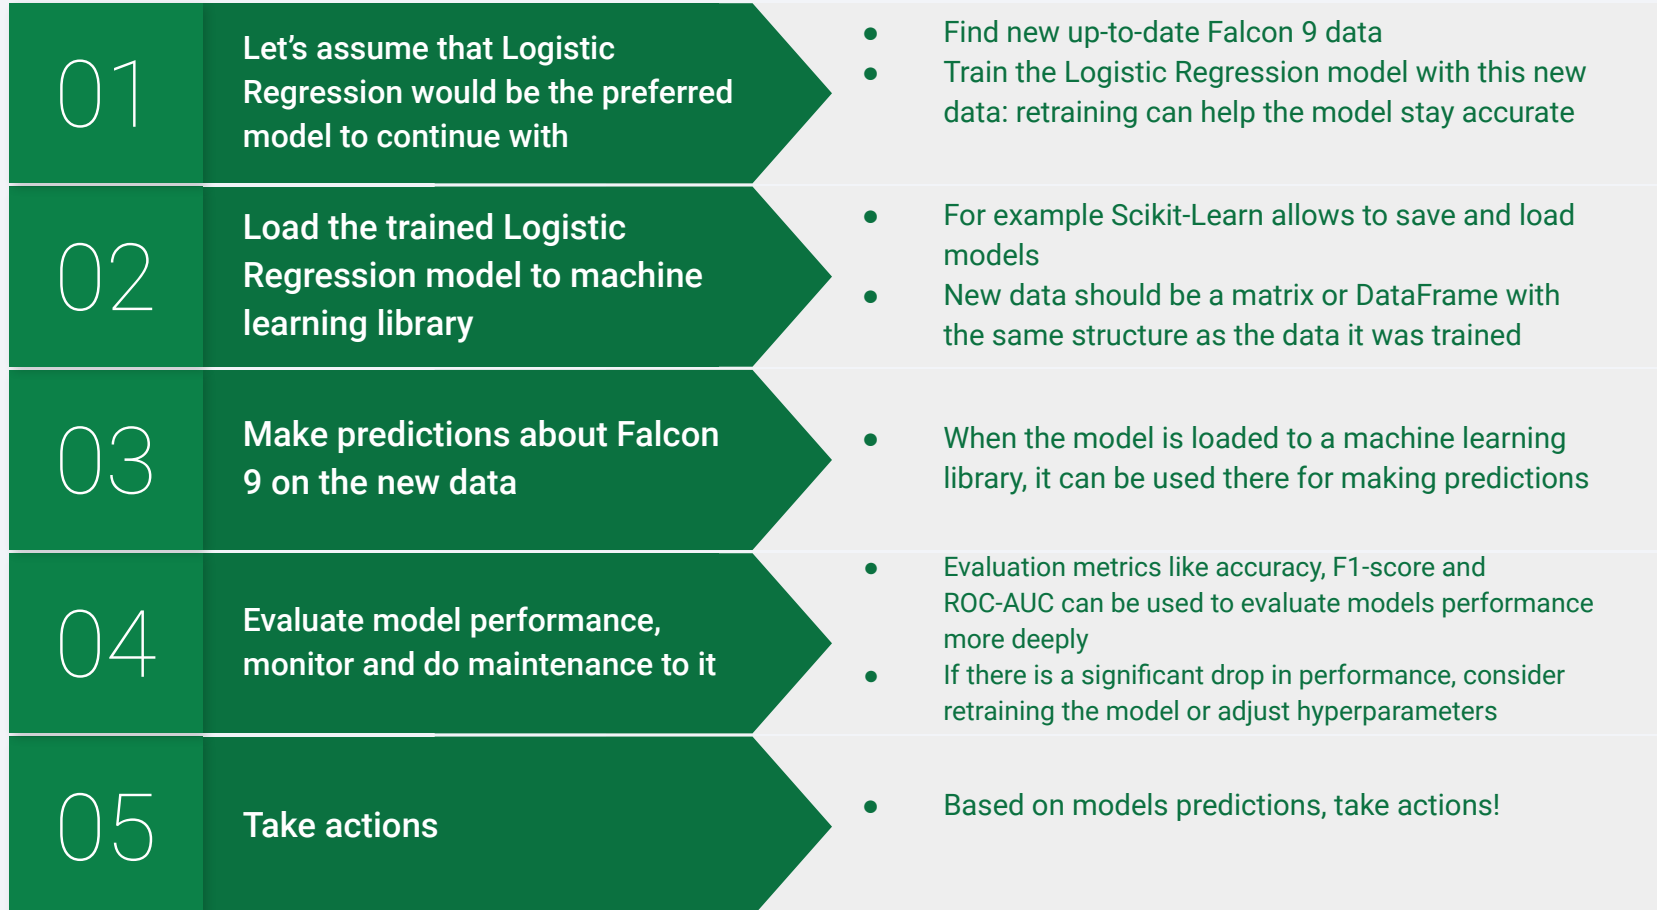 01
Let’s assume that Logistic
Regression would be the preferred
model to continue with
● Find new up-to-date Falcon 9 data
● Train the Logistic Regression model with this new
data: retraining can help the model stay accurate
02
Load the trained Logistic
Regression model to machine
learning library
● For example Scikit-Learn allows to save and load
models
● New data should be a matrix or DataFrame with
the same structure as the data it was trained
03
Make predictions about Falcon
9 on the new data
● When the model is loaded to a machine learning
library, it can be used there for making predictions
04
Evaluate model performance,
monitor and do maintenance to it
● Evaluation metrics like accuracy, F1-score and
ROC-AUC can be used to evaluate models performance
more deeply
● If there is a significant drop in performance, consider
retraining the model or adjust hyperparameters
05
Take actions
● Based on models predictions, take actions!